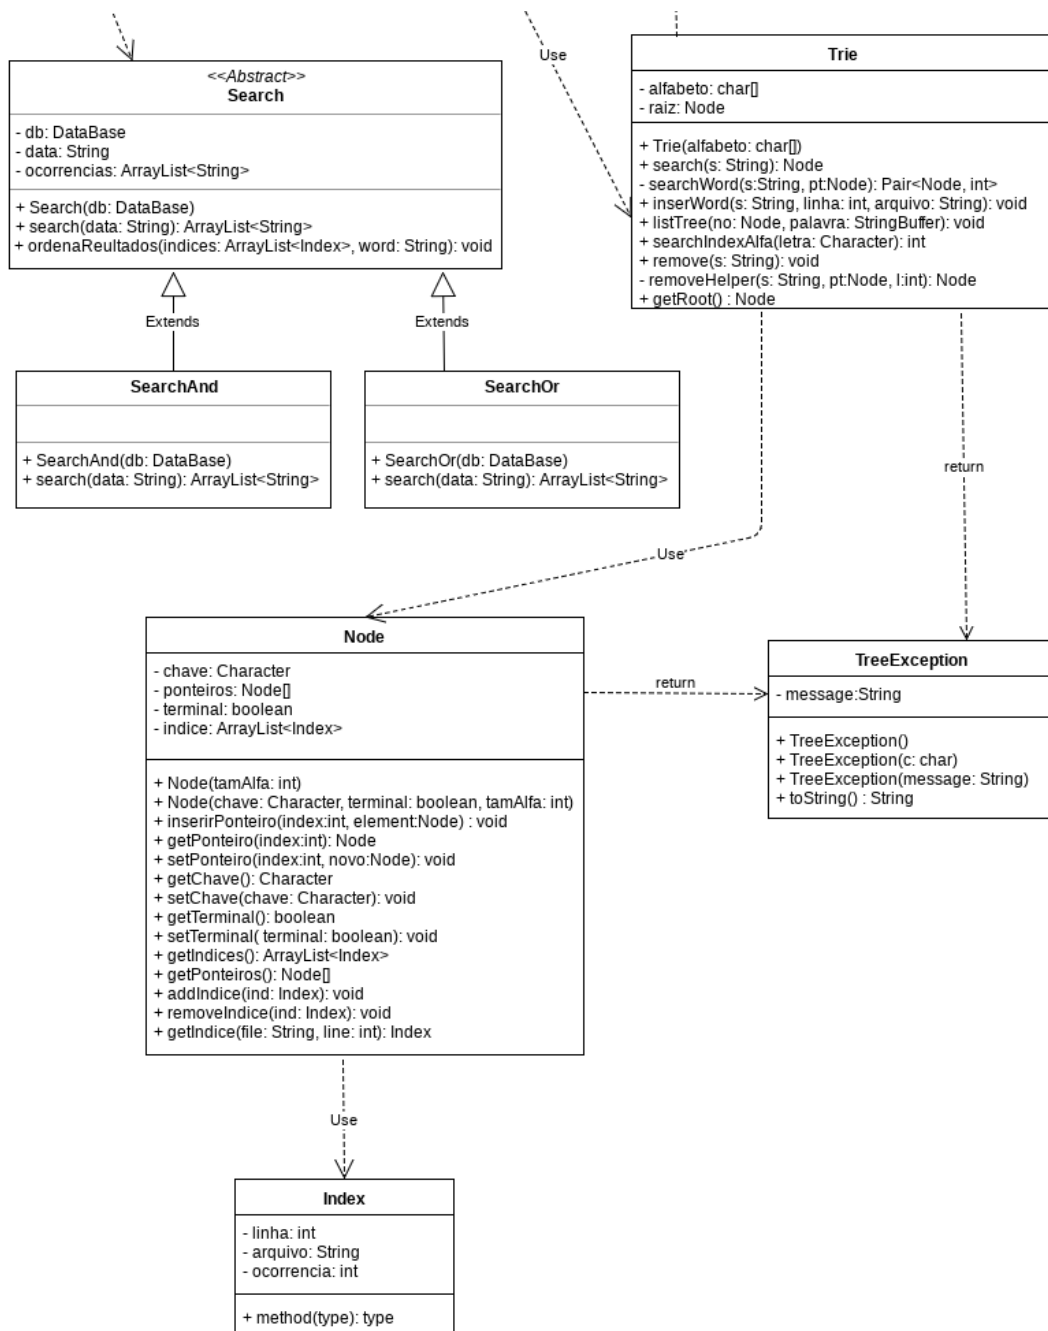 <<Abstract>>
Search
- db: DataBase
- data: String
- ocorrencias: ArrayList<String>
+ Search(db: DataBase)
+ search(data: String): ArrayList<String>
+ ordenaReultados(indices: ArrayList<Index>, word: String): void
Use
Trie
- alfabeto: char[]
- raiz: Node
+ Trie(alfabeto: char[])
+ search(s: String): Node
- searchWord(s:String, pt:Node): Pair<Node, int>
+ inserWord(s: String, linha: int, arquivo: String): void
+ listTree(no: Node, palavra: StringBuffer): void
+ searchIndexAlfa(letra: Character): int
+ remove(s: String): void
- removeHelper(s: String, pt:Node, l:int): Node
+ getRoot() : Node
Extends
Extends
SearchAnd
+ SearchAnd(db: DataBase)
+ search(data: String): ArrayList<String>
SearchOr
+ SearchOr(db: DataBase)
+ search(data: String): ArrayList<String>
return
Use
Node
- chave: Character
- ponteiros: Node[]
- terminal: boolean
- indice: ArrayList<Index>
+ Node(tamAlfa: int)
+ Node(chave: Character, terminal: boolean, tamAlfa: int)
+ inserirPonteiro(index:int, element:Node) : void
+ getPonteiro(index:int): Node
+ setPonteiro(index:int, novo:Node): void
+ getChave(): Character
+ setChave(chave: Character): void
+ getTerminal(): boolean
+ setTerminal( terminal: boolean): void
+ getIndices(): ArrayList<Index>
+ getPonteiros(): Node[]
+ addIndice(ind: Index): void
+ removeIndice(ind: Index): void
+ getIndice(file: String, line: int): Index
return
TreeException
- message:String
+ TreeException()
+ TreeException(c: char)
+ TreeException(message: String)
+ toString() : String
Use
Index
- linha: int
- arquivo: String
- ocorrencia: int
+ method(type): type